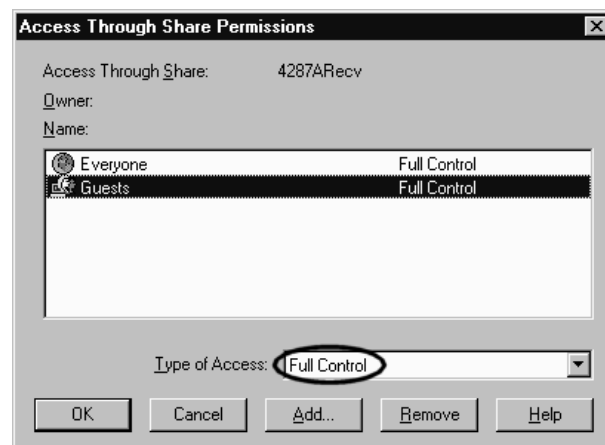 Access Through Share Permissions
Access Through Share: 4287ARecv
Owner:
Name:
Everyone Full Control
Guests Full Control
Type of Access: Full Control
OK Cancel Add... Remove Help